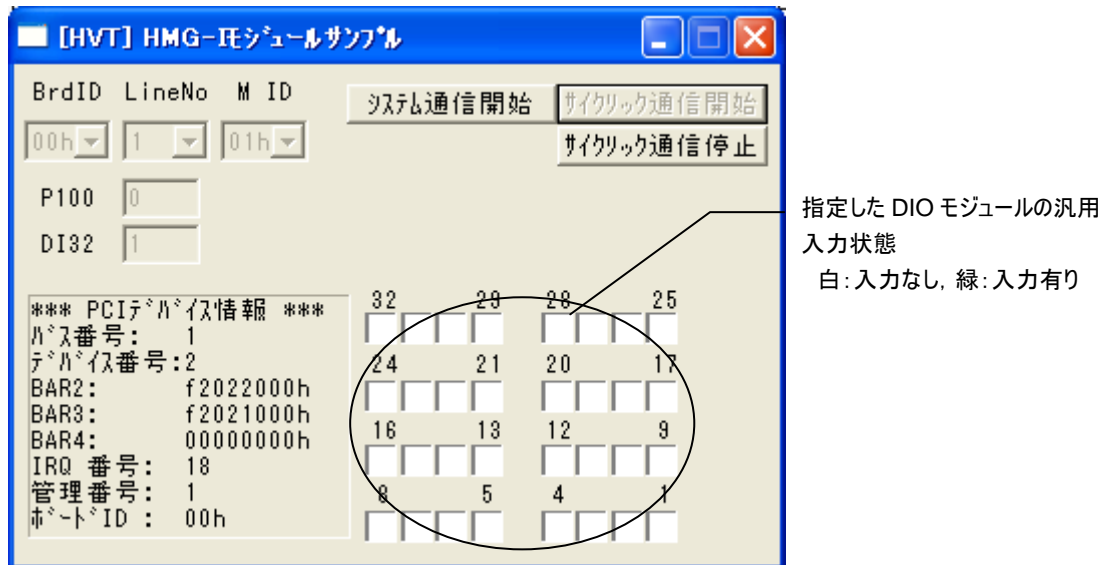 [HVT] HMG-ﾓｼﾞｭｰﾙｻﾝﾌﾟﾙ
BrdID LineNo M ID
ｼｽﾃﾑ通信開始 ｻｲｸﾘｯｸ通信開始
00h 1 01h
ｻｲｸﾘｯｸ通信停止
P100 0
DI32 1
指定した DIO モジュールの汎用
入力状態
白：入力なし，緑：入力有り
*** PCIﾃﾞﾊﾞｲｽ情報 ***
ﾊﾞｽ番号: 1
ﾃﾞﾊﾞｲｽ番号:2
BAR2: f2022000h
BAR3: f2021000h
BAR4: 00000000h
IRQ 番号: 18
管理番号: 1
ﾎﾞｰﾄﾞID : 00h
32 29 28 25
24 21 20 17
16 13 12 9
8 5 4 1